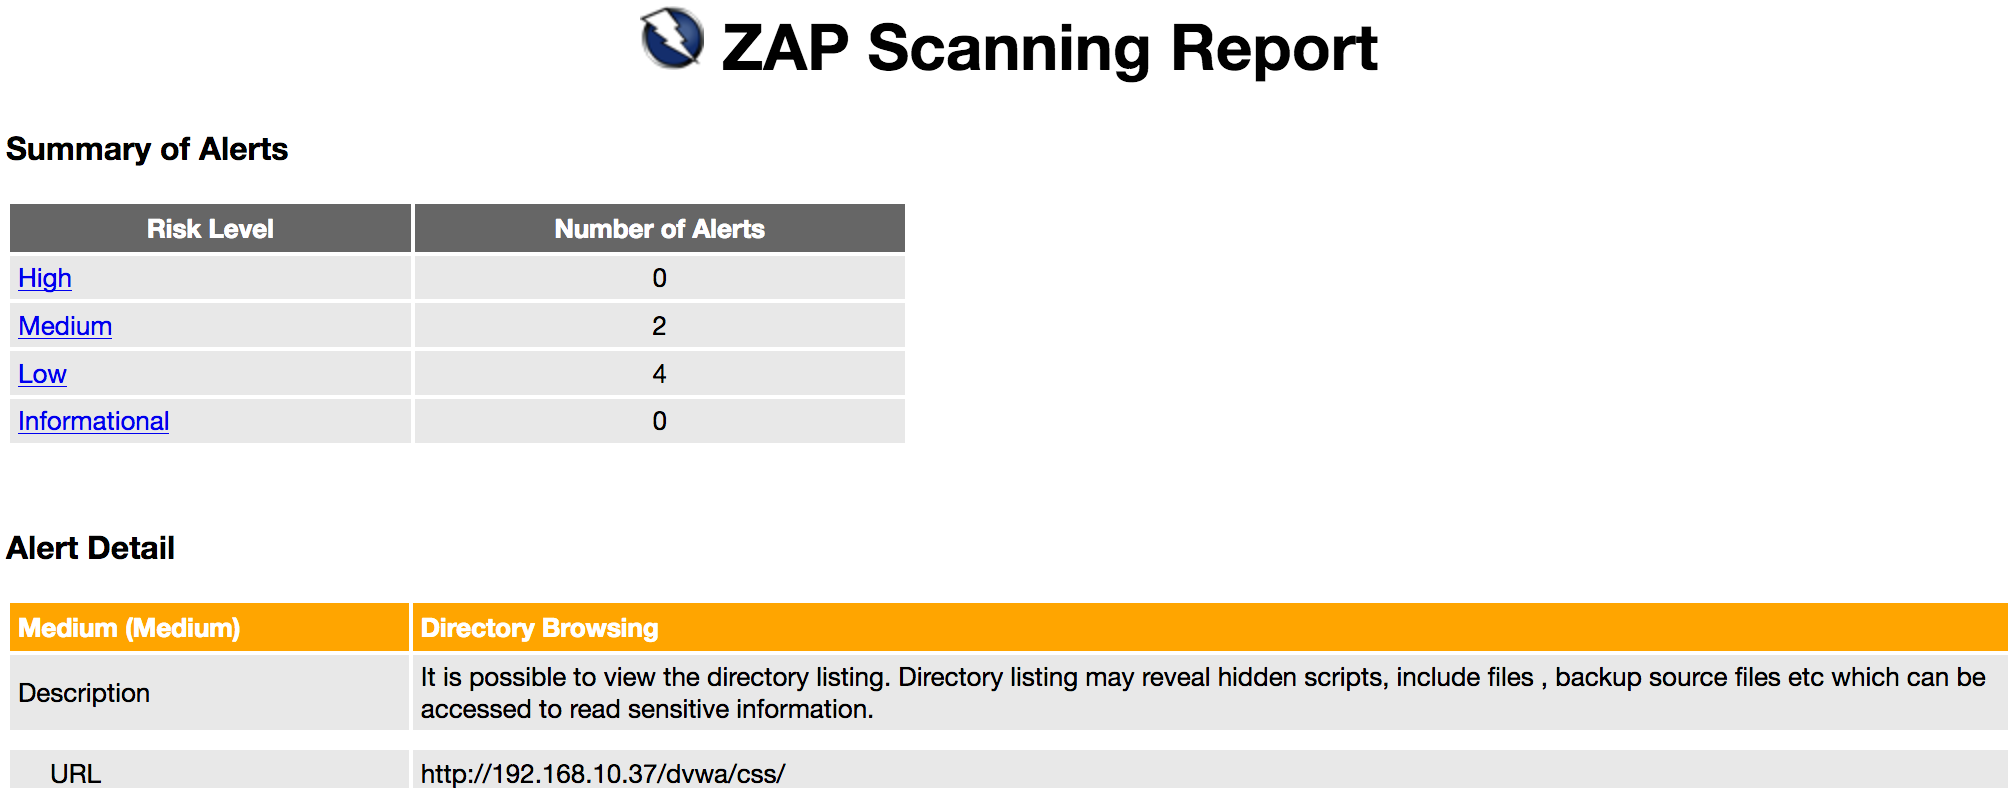 ZAP Scanning Report
Summary of Alerts
Risk Level Number of Alerts
High 0
Medium 2
Low 4
Informational 0
Alert Detail
Medium (Medium) Directory Browsing
Description It is possible to view the directory listing. Directory listing may reveal hidden scripts, include files , backup source files etc which can be
accessed to read sensitive information.
URL http://192.168.10.37/dvwa/css/